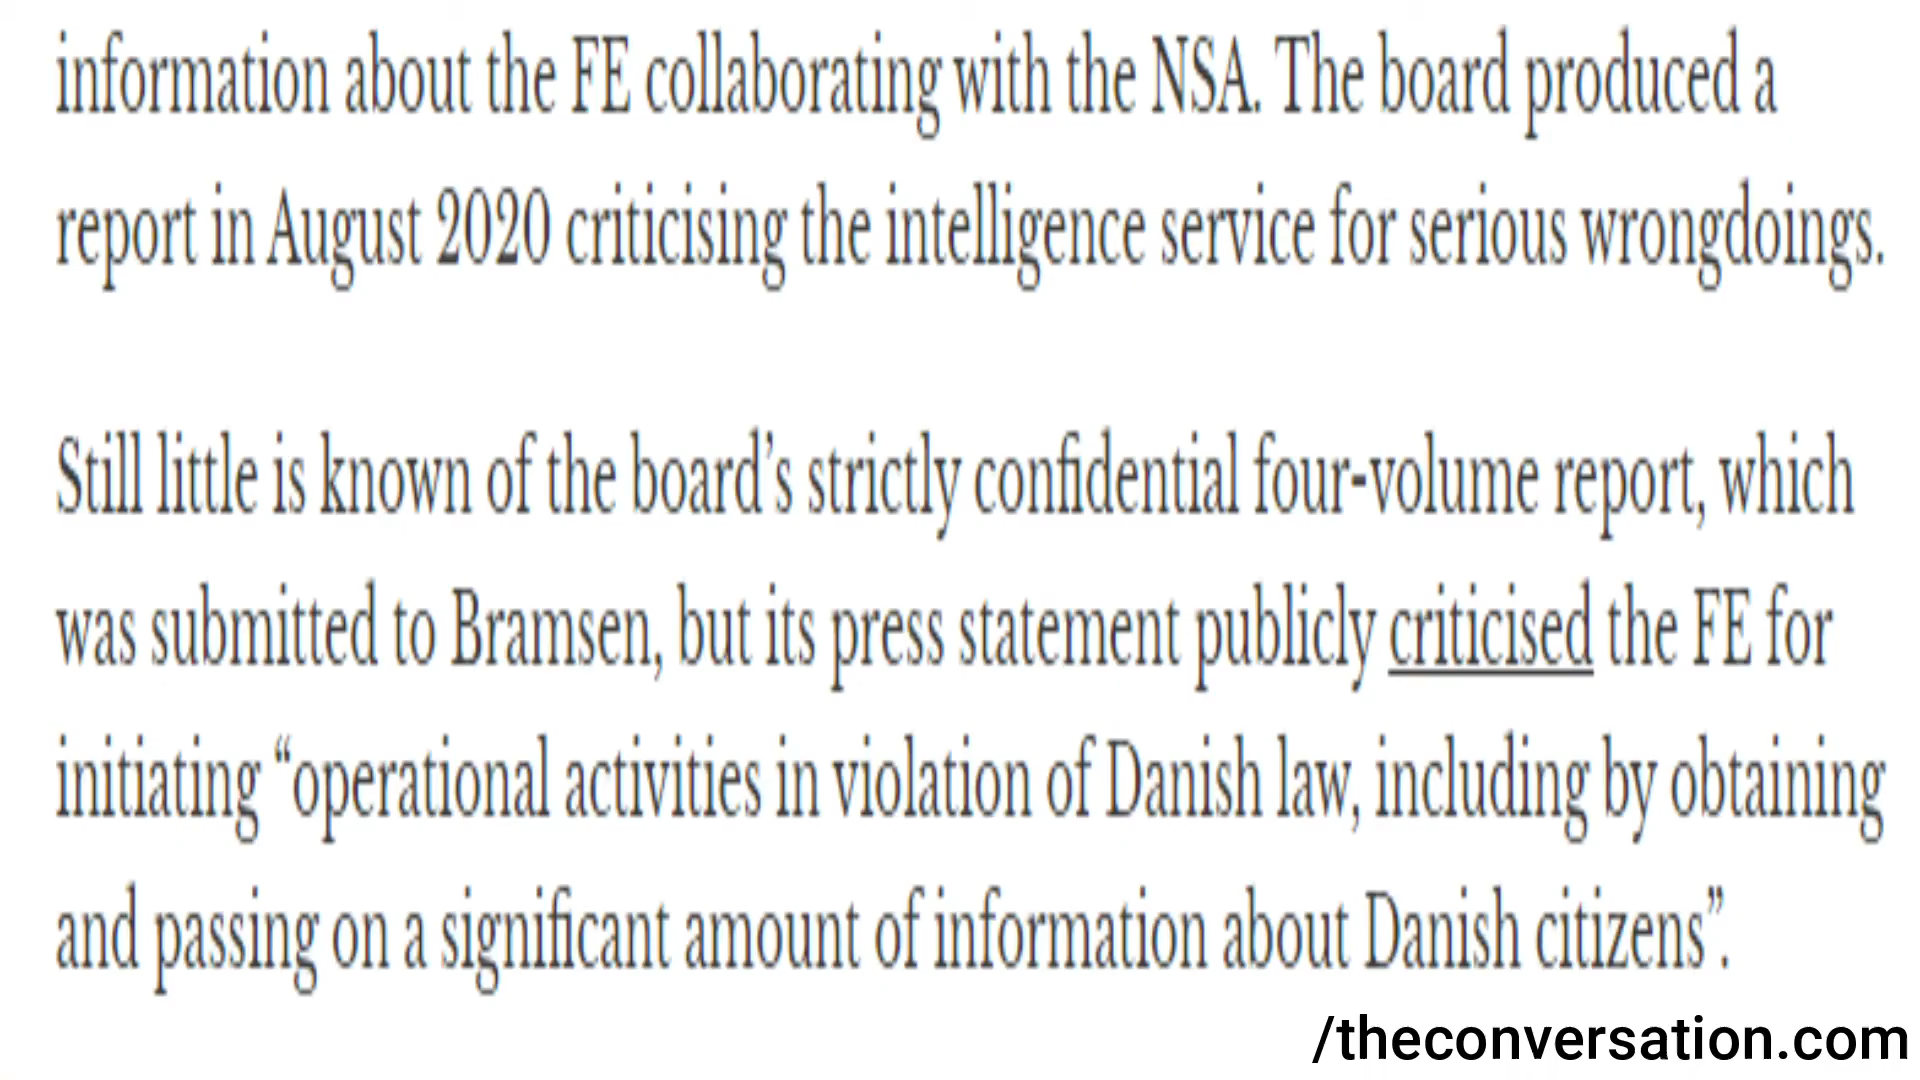 information about the FE collaborating with the NSA. The board produced a
report in August 2020 criticising the intelligence service for serious wrongdoings.
Still little is known of the board’s strictly confidential four-volume report, which
was submitted to Bramsen, but its press statement publicly criticised the FE for
initiating “operational activities in violation of Danish law, including by obtaining
and passing on a significant amount of information about Danish citizens”.
/theconversation.com